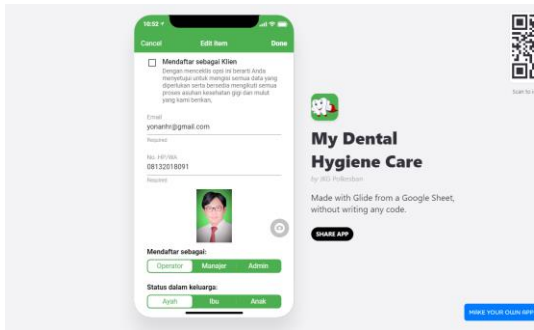 10:52
Cancel Edit Item Done
Mendaftar sebagai Klien
Dengan menceklis opsi ini berarti Anda
menyetujui untuk mengisi semua data yang
diperlukan serta bersedia mengikuti semua
proses asuhan kesehatan gigi dan mulut
yang kami berikan,
Email
yonanhr@gmail.com
Required
No. HP/WA
08132018091
Required
Mendaftar sebagai:
Operator Manajer Admin
Status dalam keluarga:
Ayah Ibu Anak
My Dental
Hygiene Care
Made with Glide from a Google Sheet,
without writing any code.
SHARE APP
MAKE YOUR OWN APP